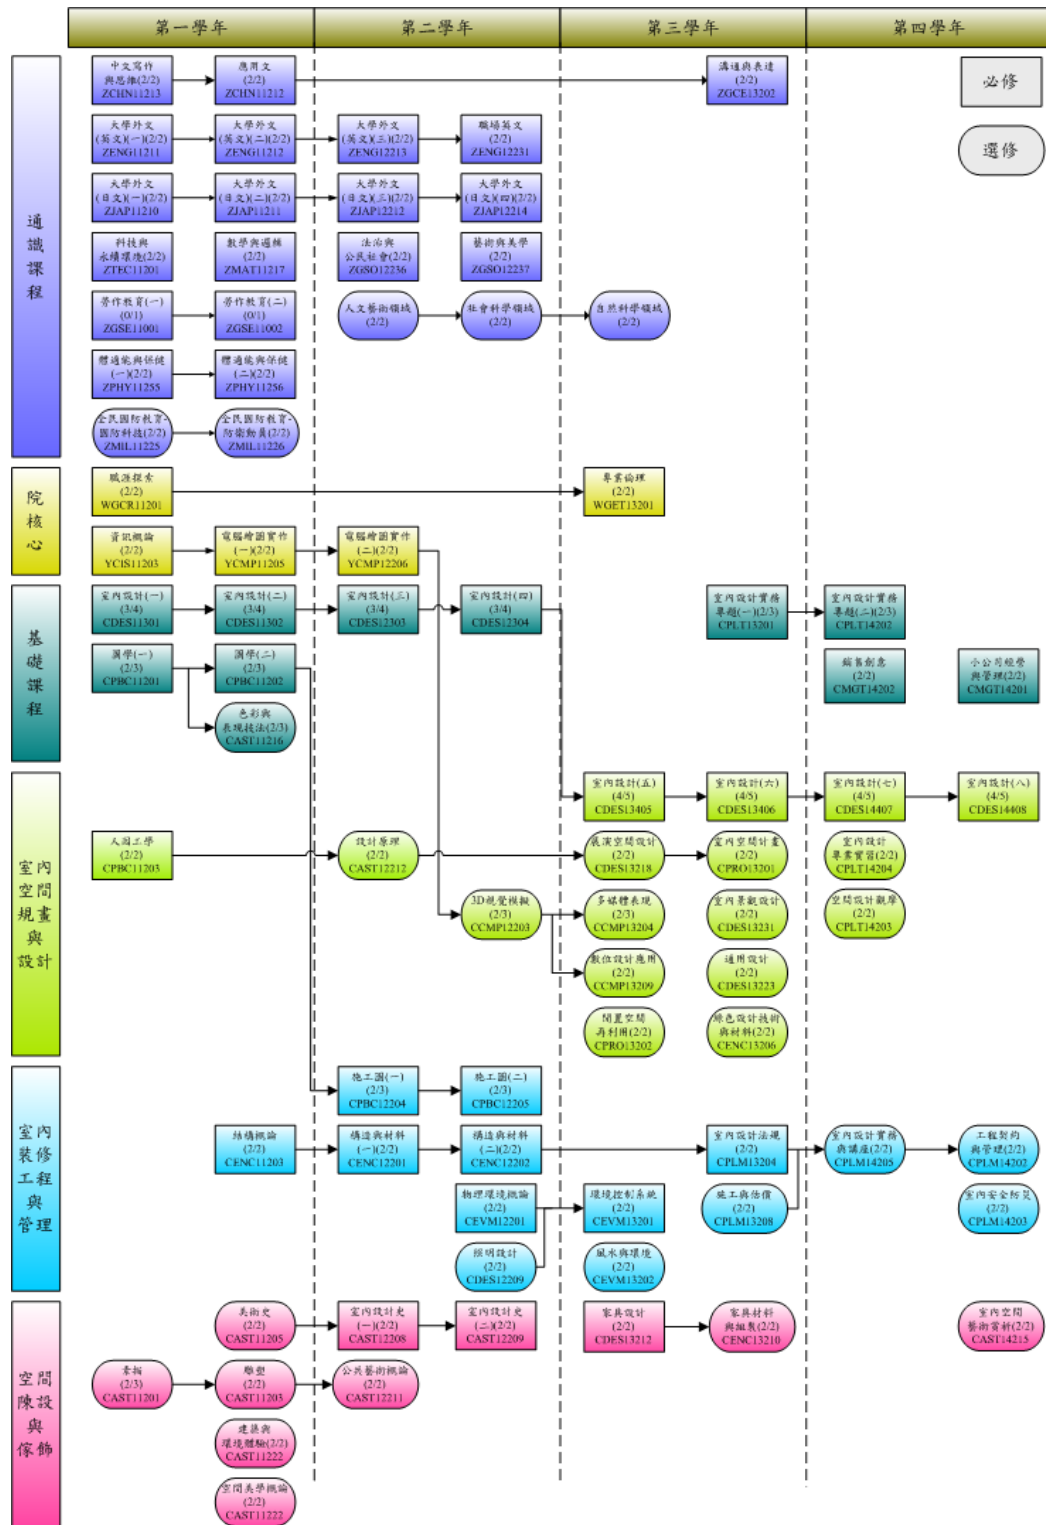 第一學年
第二學年
第三學年
第四學年
必修
選修
通識課程
中文寫作
與思維(2/2)
ZCHN11213
應用文
(2/2)
ZCHN11212
溝通與表達
(2/2)
ZGCE13202
大學外文
(英文)(一)(2/2)
ZENG11211
大學外文
(英文)(二)(2/2)
ZENG11212
大學外文
(英文)(三)(2/2)
ZENG12213
職場英文
(2/2)
ZENG12231
大學外文
(日文)(一)(2/2)
ZJAP11210
大學外文
(日文)(二)(2/2)
ZJAP11211
大學外文
(日文)(三)(2/2)
ZJAP12212
大學外文
(日文)(四)(2/2)
ZJAP12214
科技與
永續環境(2/2)
ZTEC11201
數學與邏輯
(2/2)
ZMAT11217
法治與
公民社會(2/2)
ZGSO12236
藝術與美學
(2/2)
ZGSO12237
勞作教育(一)
(0/1)
ZGSE11001
勞作教育(二)
(0/1)
ZGSE11002
人文藝術領域
(2/2)
社會科學領域
(2/2)
自然科學領域
(2/2)
體適能與保健
(一)(2/2)
ZPHY11255
體適能與保健
(二)(2/2)
ZPHY11256
全民國防教育-
國防科技(2/2)
ZMIL11225
全民國防教育-
防衛動員(2/2)
ZMIL11226
院核心
職涯探索
(2/2)
WGCR11201
專業倫理
(2/2)
WGET13201
資訊概論
(2/2)
YCIS11203
電腦繪圖實作
(一)(2/2)
YCMP11205
電腦繪圖實作
(二)(2/2)
YCMP12206
基礎課程
室內設計(一)
(3/4)
CDES11301
室內設計(二)
(3/4)
CDES11302
室內設計(三)
(3/4)
CDES12303
室內設計(四)
(3/4)
CDES12304
室內設計實務
專題(一)(2/3)
CPLT13201
室內設計實務
專題(二)(2/3)
CPLT14202
圖學(一)
(2/3)
CPBC11201
圖學(二)
(2/3)
CPBC11202
銷售創意
(2/2)
CMGT14202
小公司經營
與管理(2/2)
CMGT14201
色彩與
表現技法(2/3)
CAST11216
室內空間規畫與設計
室內設計(五)
(4/5)
CDES13405
室內設計(六)
(4/5)
CDES13406
室內設計(七)
(4/5)
CDES14407
室內設計(八)
(4/5)
CDES14408
人因工學
(2/2)
CPBC11203
設計原理
(2/2)
CAST12212
展演空間設計
(2/2)
CDES13218
室內空間計畫
(2/2)
CPRO13201
室內設計
專業實習(2/2)
CPLT14204
3D視覺模擬
(2/3)
CCMP12203
多媒體表現
(2/3)
CCMP13204
室內景觀設計
(2/2)
CDES13231
空間設計觀摩
(2/2)
CPLT14203
數位設計應用
(2/2)
CCMP13209
通用設計
(2/2)
CDES13223
閒置空間
再利用(2/2)
CPRO13202
綠色設計技術
與材料(2/2)
CENC13206
室內裝修工程與管理
施工圖(一)
(2/3)
CPBC12204
施工圖(二)
(2/3)
CPBC12205
結構概論
(2/2)
CENC11203
構造與材料
(一)(2/2)
CENC12201
構造與材料
(二)(2/2)
CENC12202
室內設計法規
(2/2)
CPLM13204
室內設計實務
與講座(2/2)
CPLM14205
工程契約
與管理(2/2)
CPLM14202
物理環境概論
(2/2)
CEVM12201
環境控制系統
(2/2)
CEVM13201
施工與估價
(2/2)
CPLM13208
室內安全防災
(2/2)
CPLM14203
照明設計
(2/2)
CDES12209
風水與環境
(2/2)
CEVM13202
空間陳設與傢飾
美術史
(2/2)
CAST11205
室內設計史
(一)(2/2)
CAST12208
室內設計史
(二)(2/2)
CAST12209
家具設計
(2/2)
CDES13212
家具材料
與組製(2/2)
CENC13210
室內空間
藝術賞析(2/2)
CAST14215
素描
(2/3)
CAST11201
雕塑
(2/2)
CAST11203
公共藝術概論
(2/2)
CAST12211
建築與
環境體驗(2/2)
CAST11222
空間美學概論
(2/2)
CAST11222